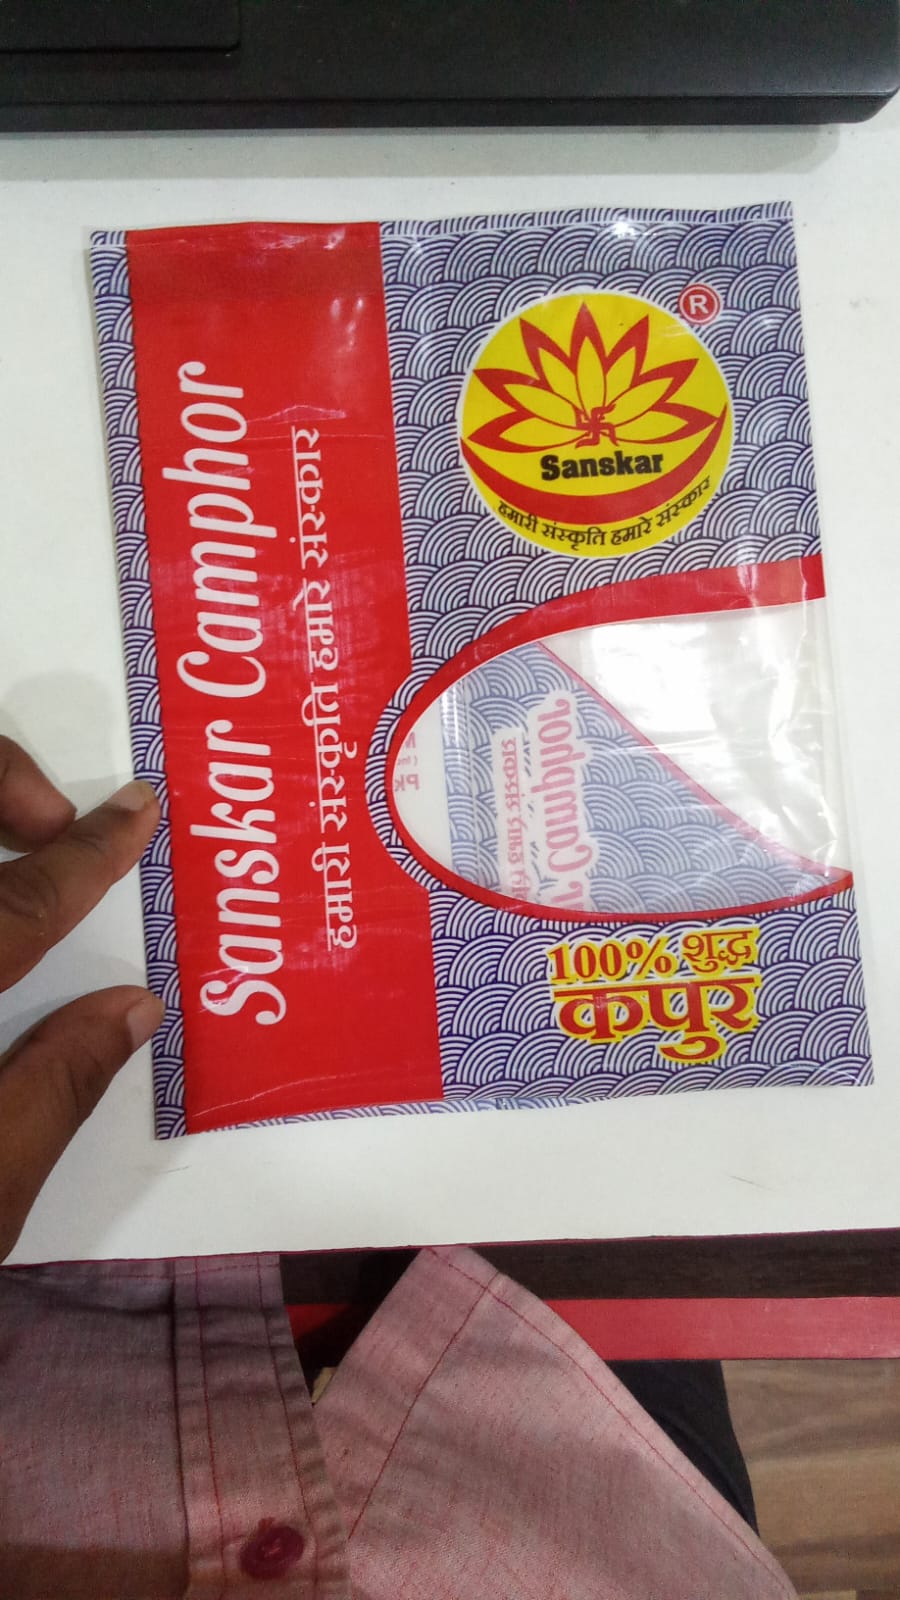 ®
Sanskar
हमारी संस्कृति हमारे संस्कार
Sanskar Camphor
हमारी संस्कृति हमारे संस्कार
100% शुद्ध
कपुर